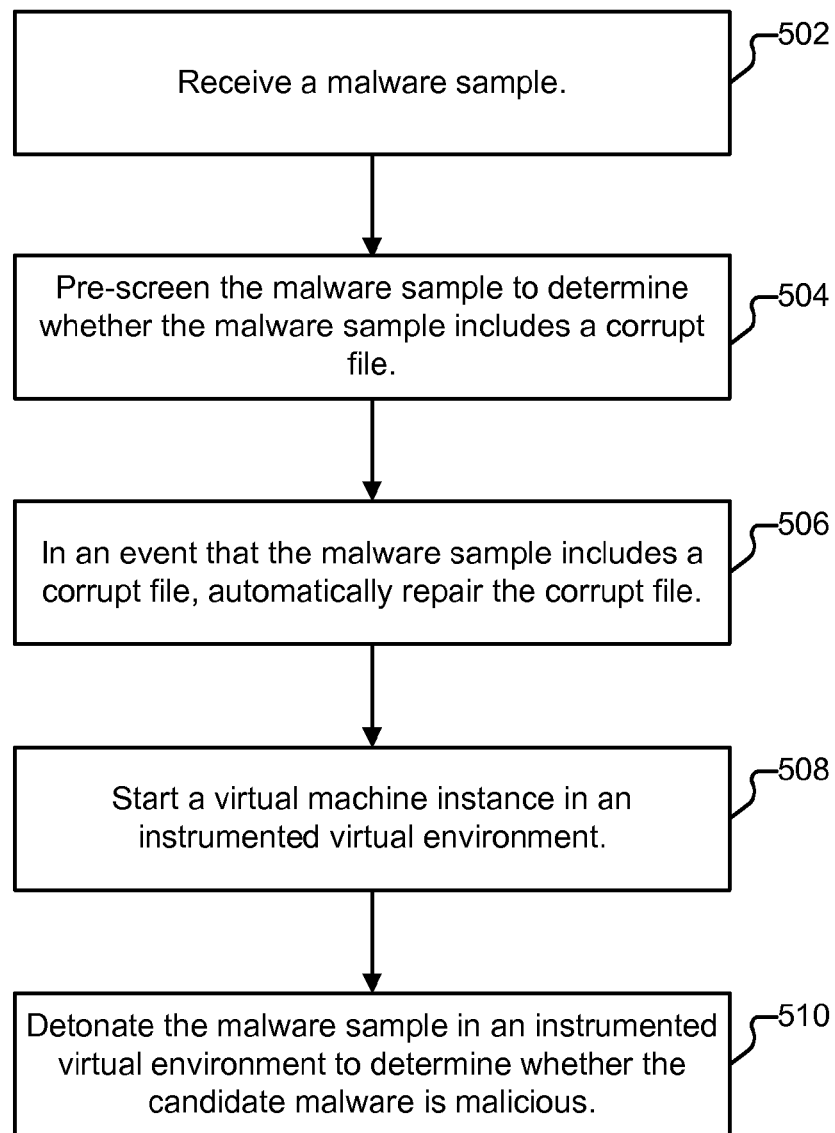 502
Receive a malware sample.
504
Pre-screen the malware sample to determine
whether the malware sample includes a corrupt
file.
506
In an event that the malware sample includes a
corrupt file, automatically repair the corrupt file.
508
Start a virtual machine instance in an
instrumented virtual environment.
510
Detonate the malware sample in an instrumented
virtual environment to determine whether the
candidate malware is malicious.